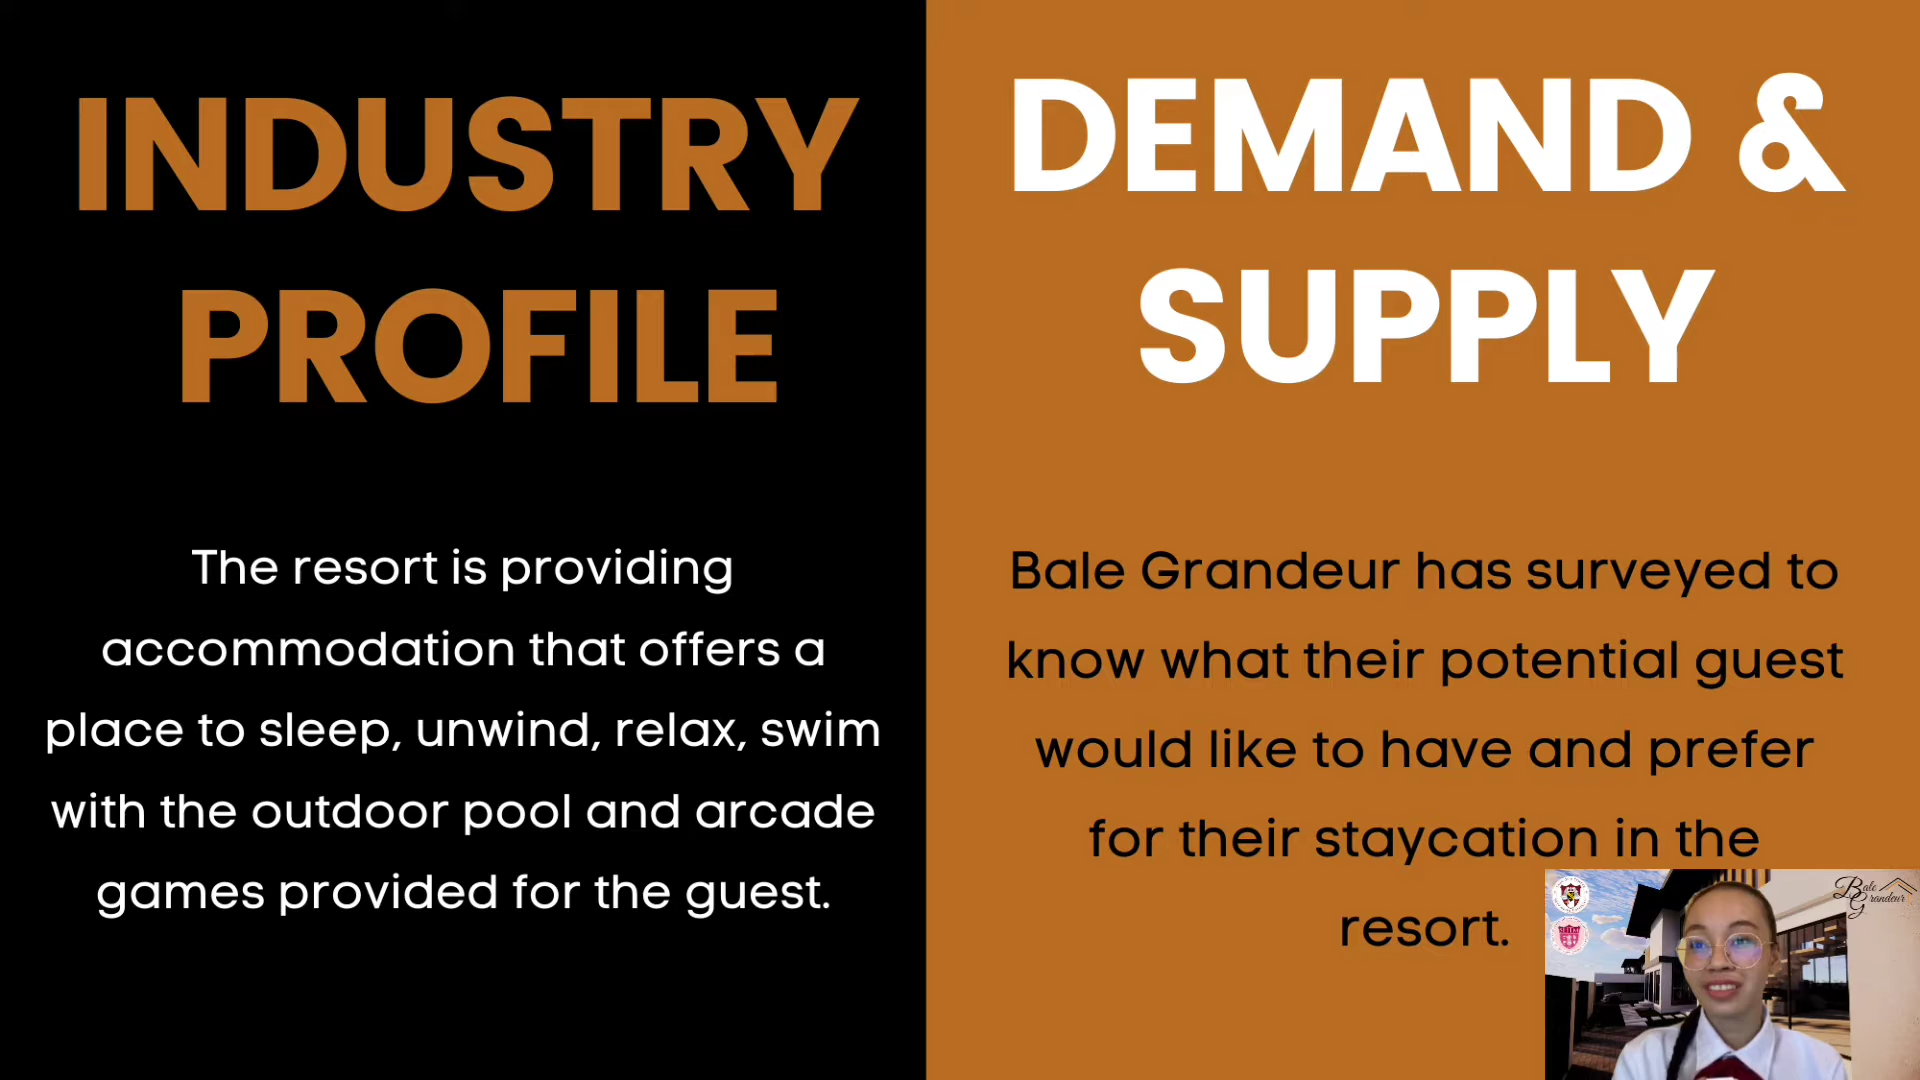 INDUSTRY
PROFILE
The resort is providing
accommodation that offers a
place to sleep, unwind, relax, swim
with the outdoor pool and arcade
games provided for the guest.
DEMAND &
SUPPLY
Bale Grandeur has surveyed to
know what their potential guest
would like to have and prefer
for their staycation in the
resort.
Bale
Grandeur